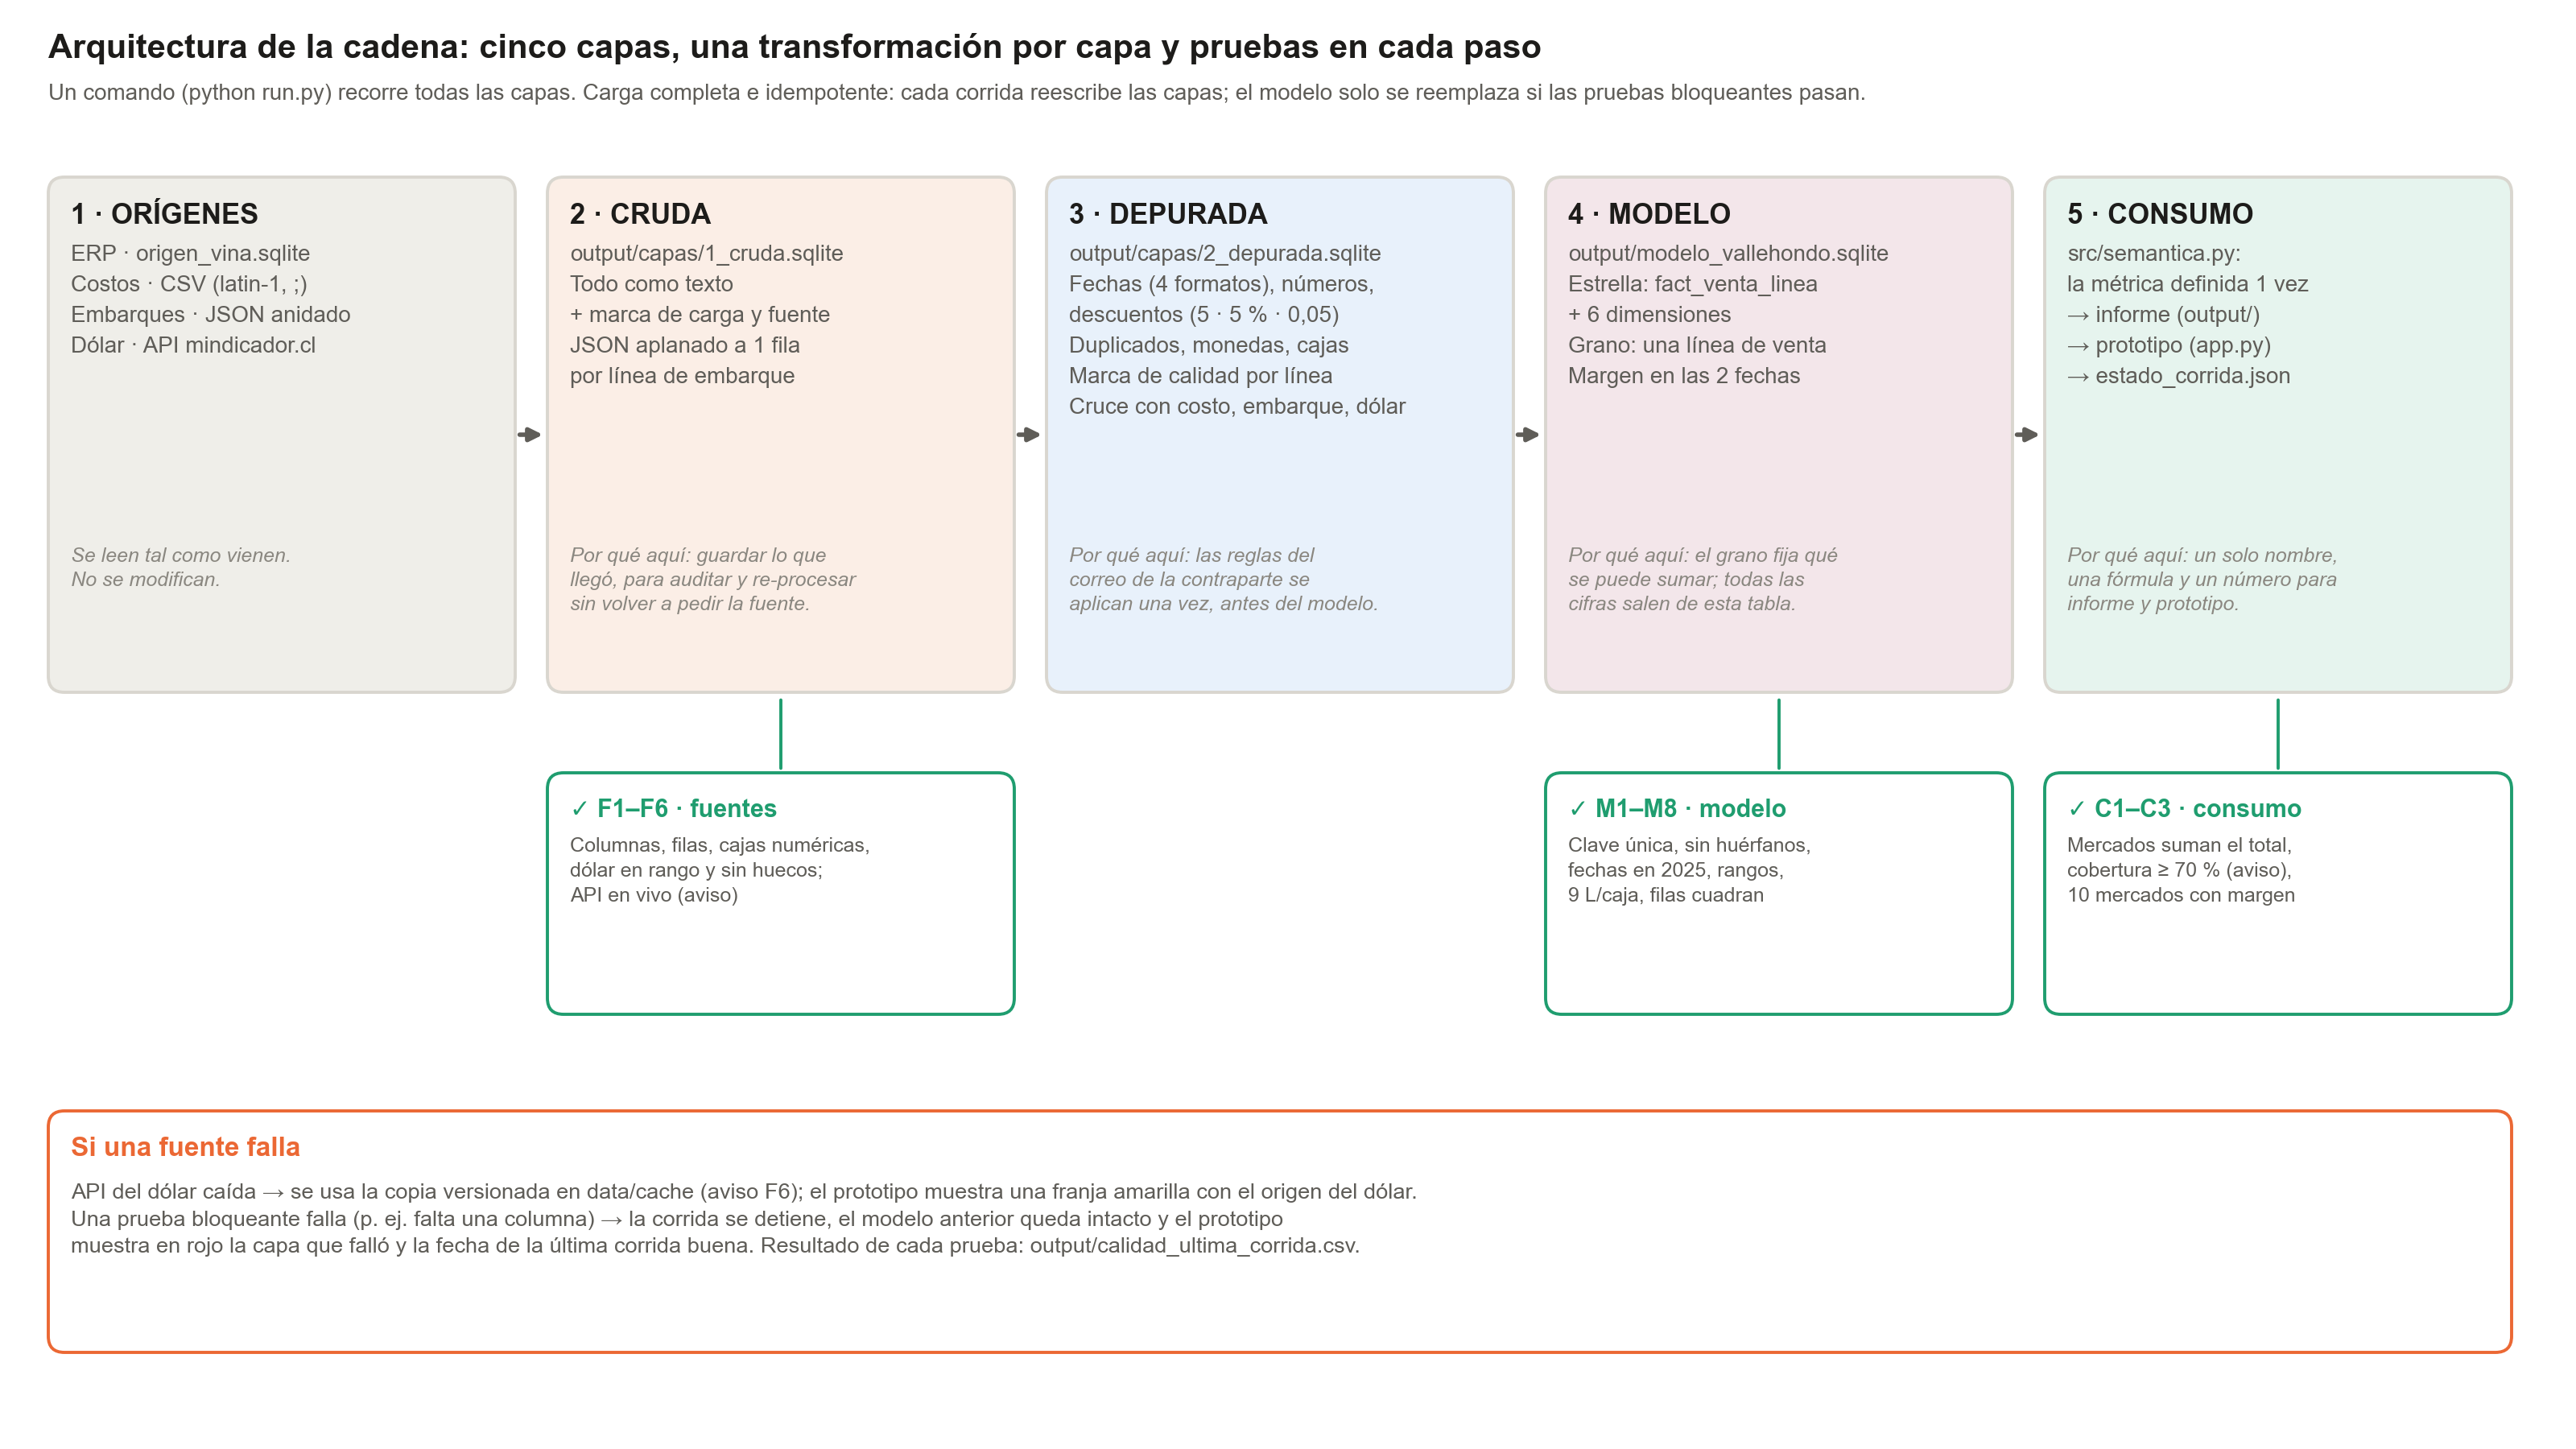 Arquitectura de la cadena: cinco capas, una transformación por capa y pruebas en cada paso
Un comando (python run.py) recorre todas las capas. Carga completa e idempotente: cada corrida reescribe las capas; el modelo solo se reemplaza si las pruebas bloqueantes pasan.
1 · ORÍGENES
ERP · origen_vina.sqlite
Costos · CSV (latin-1, ;)
Embarques · JSON anidado
Dólar · API mindicador.cl
Se leen tal como vienen.
No se modifican.
2 · CRUDA
output/capas/1_cruda.sqlite
Todo como texto
+ marca de carga y fuente
JSON aplanado a 1 fila
por línea de embarque
Por qué aquí: guardar lo que
llegó, para auditar y re-procesar
sin volver a pedir la fuente.
3 · DEPURADA
output/capas/2_depurada.sqlite
Fechas (4 formatos), números,
descuentos (5 · 5 % · 0,05)
Duplicados, monedas, cajas
Marca de calidad por línea
Cruce con costo, embarque, dólar
Por qué aquí: las reglas del
correo de la contraparte se
aplican una vez, antes del modelo.
4 · MODELO
output/modelo_vallehondo.sqlite
Estrella: fact_venta_linea
+ 6 dimensiones
Grano: una línea de venta
Margen en las 2 fechas
Por qué aquí: el grano fija qué
se puede sumar; todas las
cifras salen de esta tabla.
5 · CONSUMO
src/semantica.py:
la métrica definida 1 vez
→ informe (output/)
→ prototipo (app.py)
→ estado_corrida.json
Por qué aquí: un solo nombre,
una fórmula y un número para
informe y prototipo.
✓ F1–F6 · fuentes
Columnas, filas, cajas numéricas,
dólar en rango y sin huecos;
API en vivo (aviso)
✓ M1–M8 · modelo
Clave única, sin huérfanos,
fechas en 2025, rangos,
9 L/caja, filas cuadran
✓ C1–C3 · consumo
Mercados suman el total,
cobertura ≥ 70 % (aviso),
10 mercados con margen
Si una fuente falla
API del dólar caída → se usa la copia versionada en data/cache (aviso F6); el prototipo muestra una franja amarilla con el origen del dólar.
Una prueba bloqueante falla (p. ej. falta una columna) → la corrida se detiene, el modelo anterior queda intacto y el prototipo
muestra en rojo la capa que falló y la fecha de la última corrida buena. Resultado de cada prueba: output/calidad_ultima_corrida.csv.